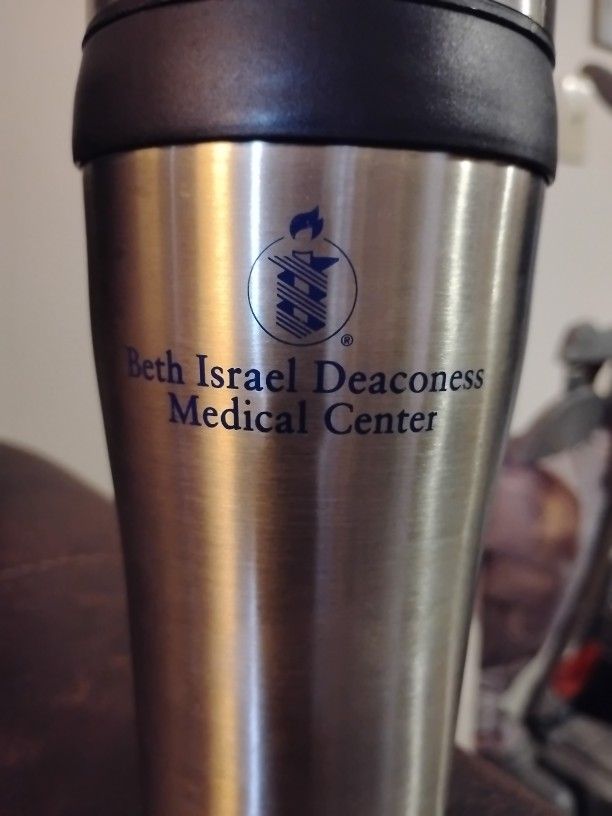 ®
Beth Israel Deaconess
Medical Center